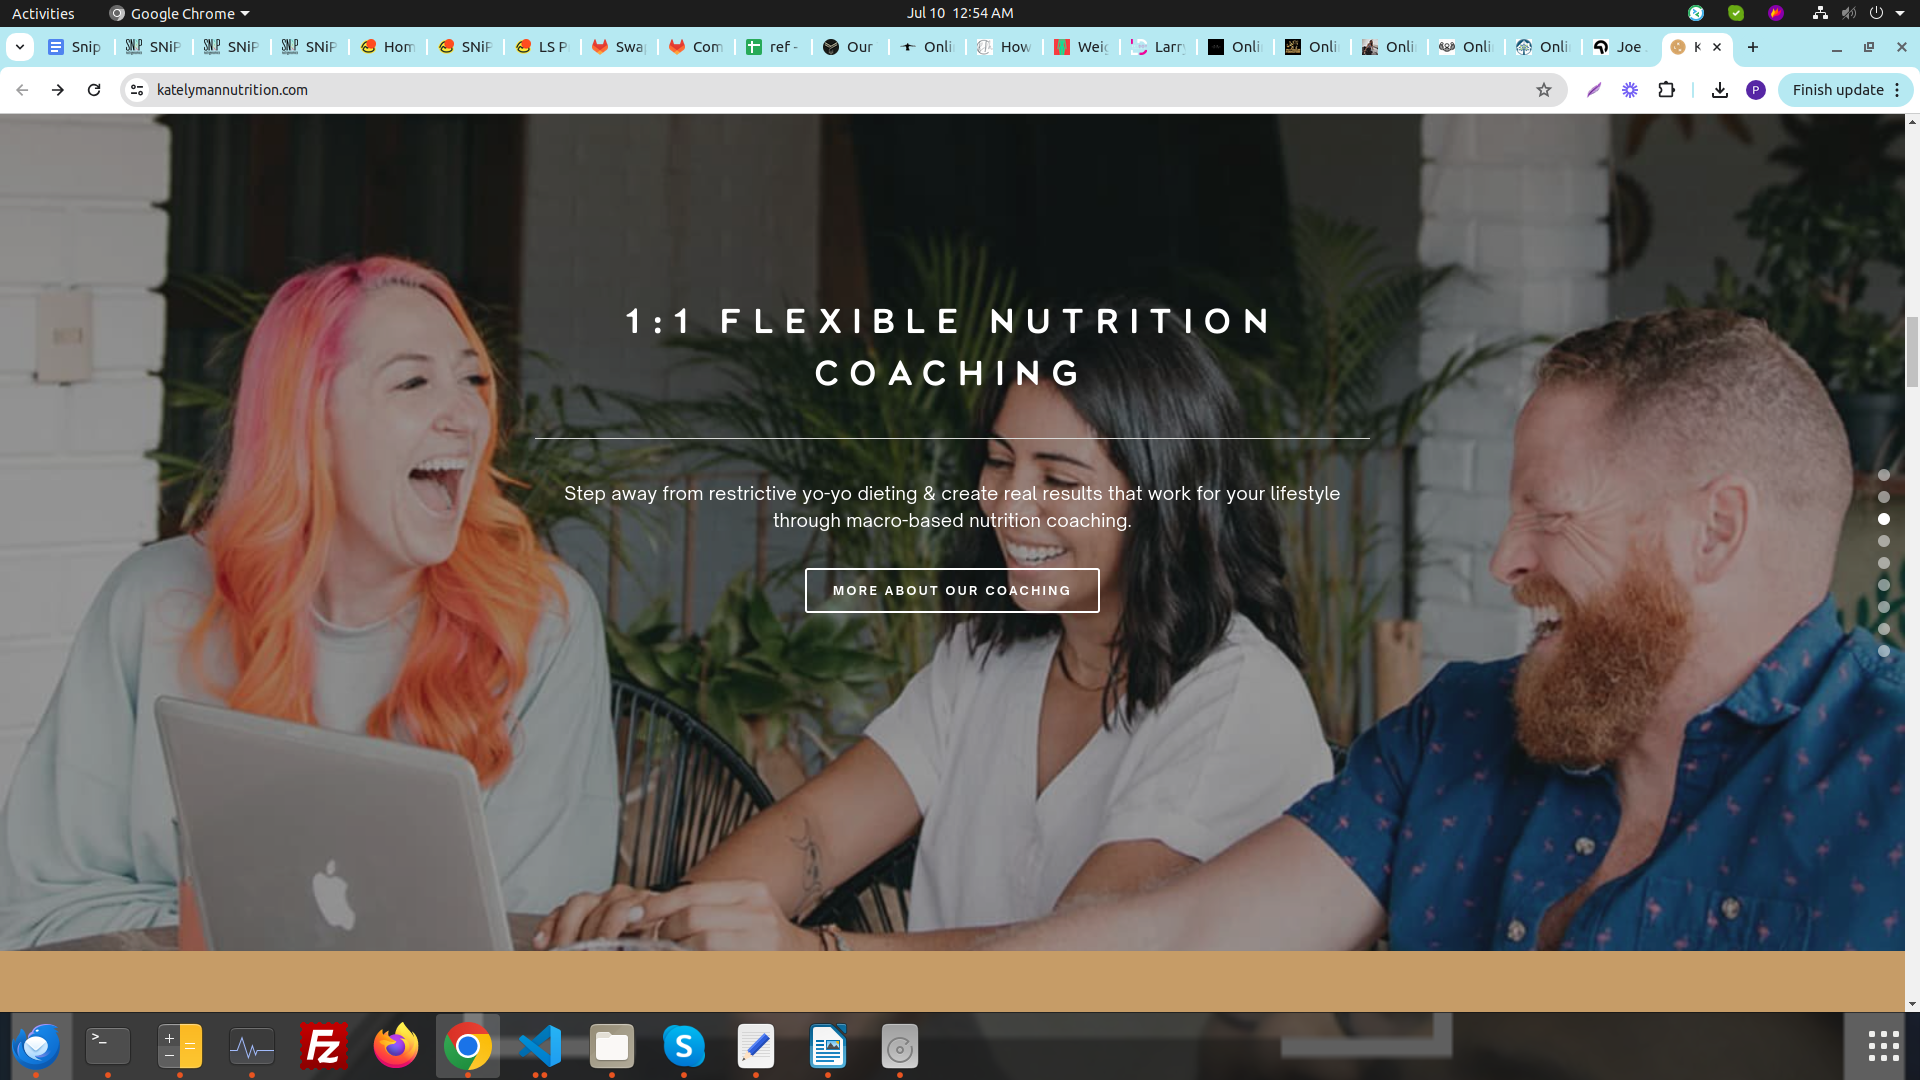 Activities
Google Chrome
Jul 10 12:54 AM
Snip
SNiP
SNiP
SNiP
Hom
SNiP
LS P
Swa
Com
ref -
Our
Onli
How
Weig
Larr
Onli
Onli
Onli
Onli
Onli
Joe
K
katelymannutrition.com
P
Finish update
1:1 FLEXIBLE NUTRITION
COACHING
Step away from restrictive yo-yo dieting & create real results that work for your lifestyle
through macro-based nutrition coaching.
MORE ABOUT OUR COACHING